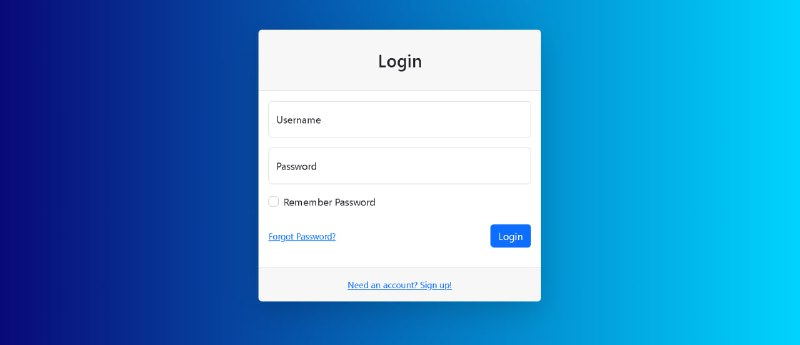 Login
Username
Password
Remember Password
Forgot Password?
Login
Need an account? Sign up!